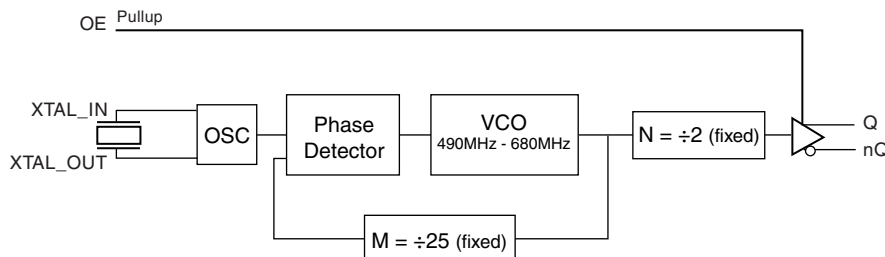 OE Pullup
XTAL_IN
XTAL_OUT
OSC
Phase
Detector
VCO
490MHz - 680MHz
N = ÷2 (fixed)
Q
nQ
M = ÷25 (fixed)